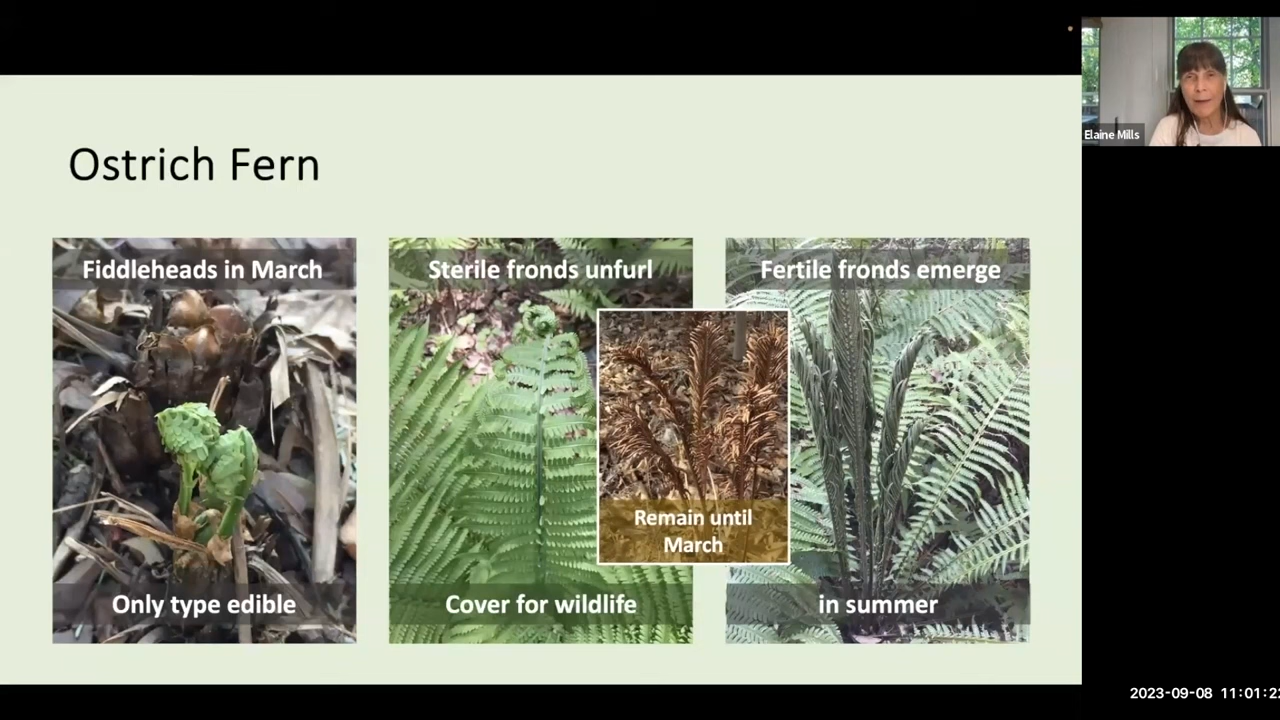 Elaine Mills
Ostrich Fern
Fiddleheads in March
Only type edible
Sterile fronds unfurl
Cover for wildlife
Remain until
March
Fertile fronds emerge
in summer
2023-09-08 11:01:22